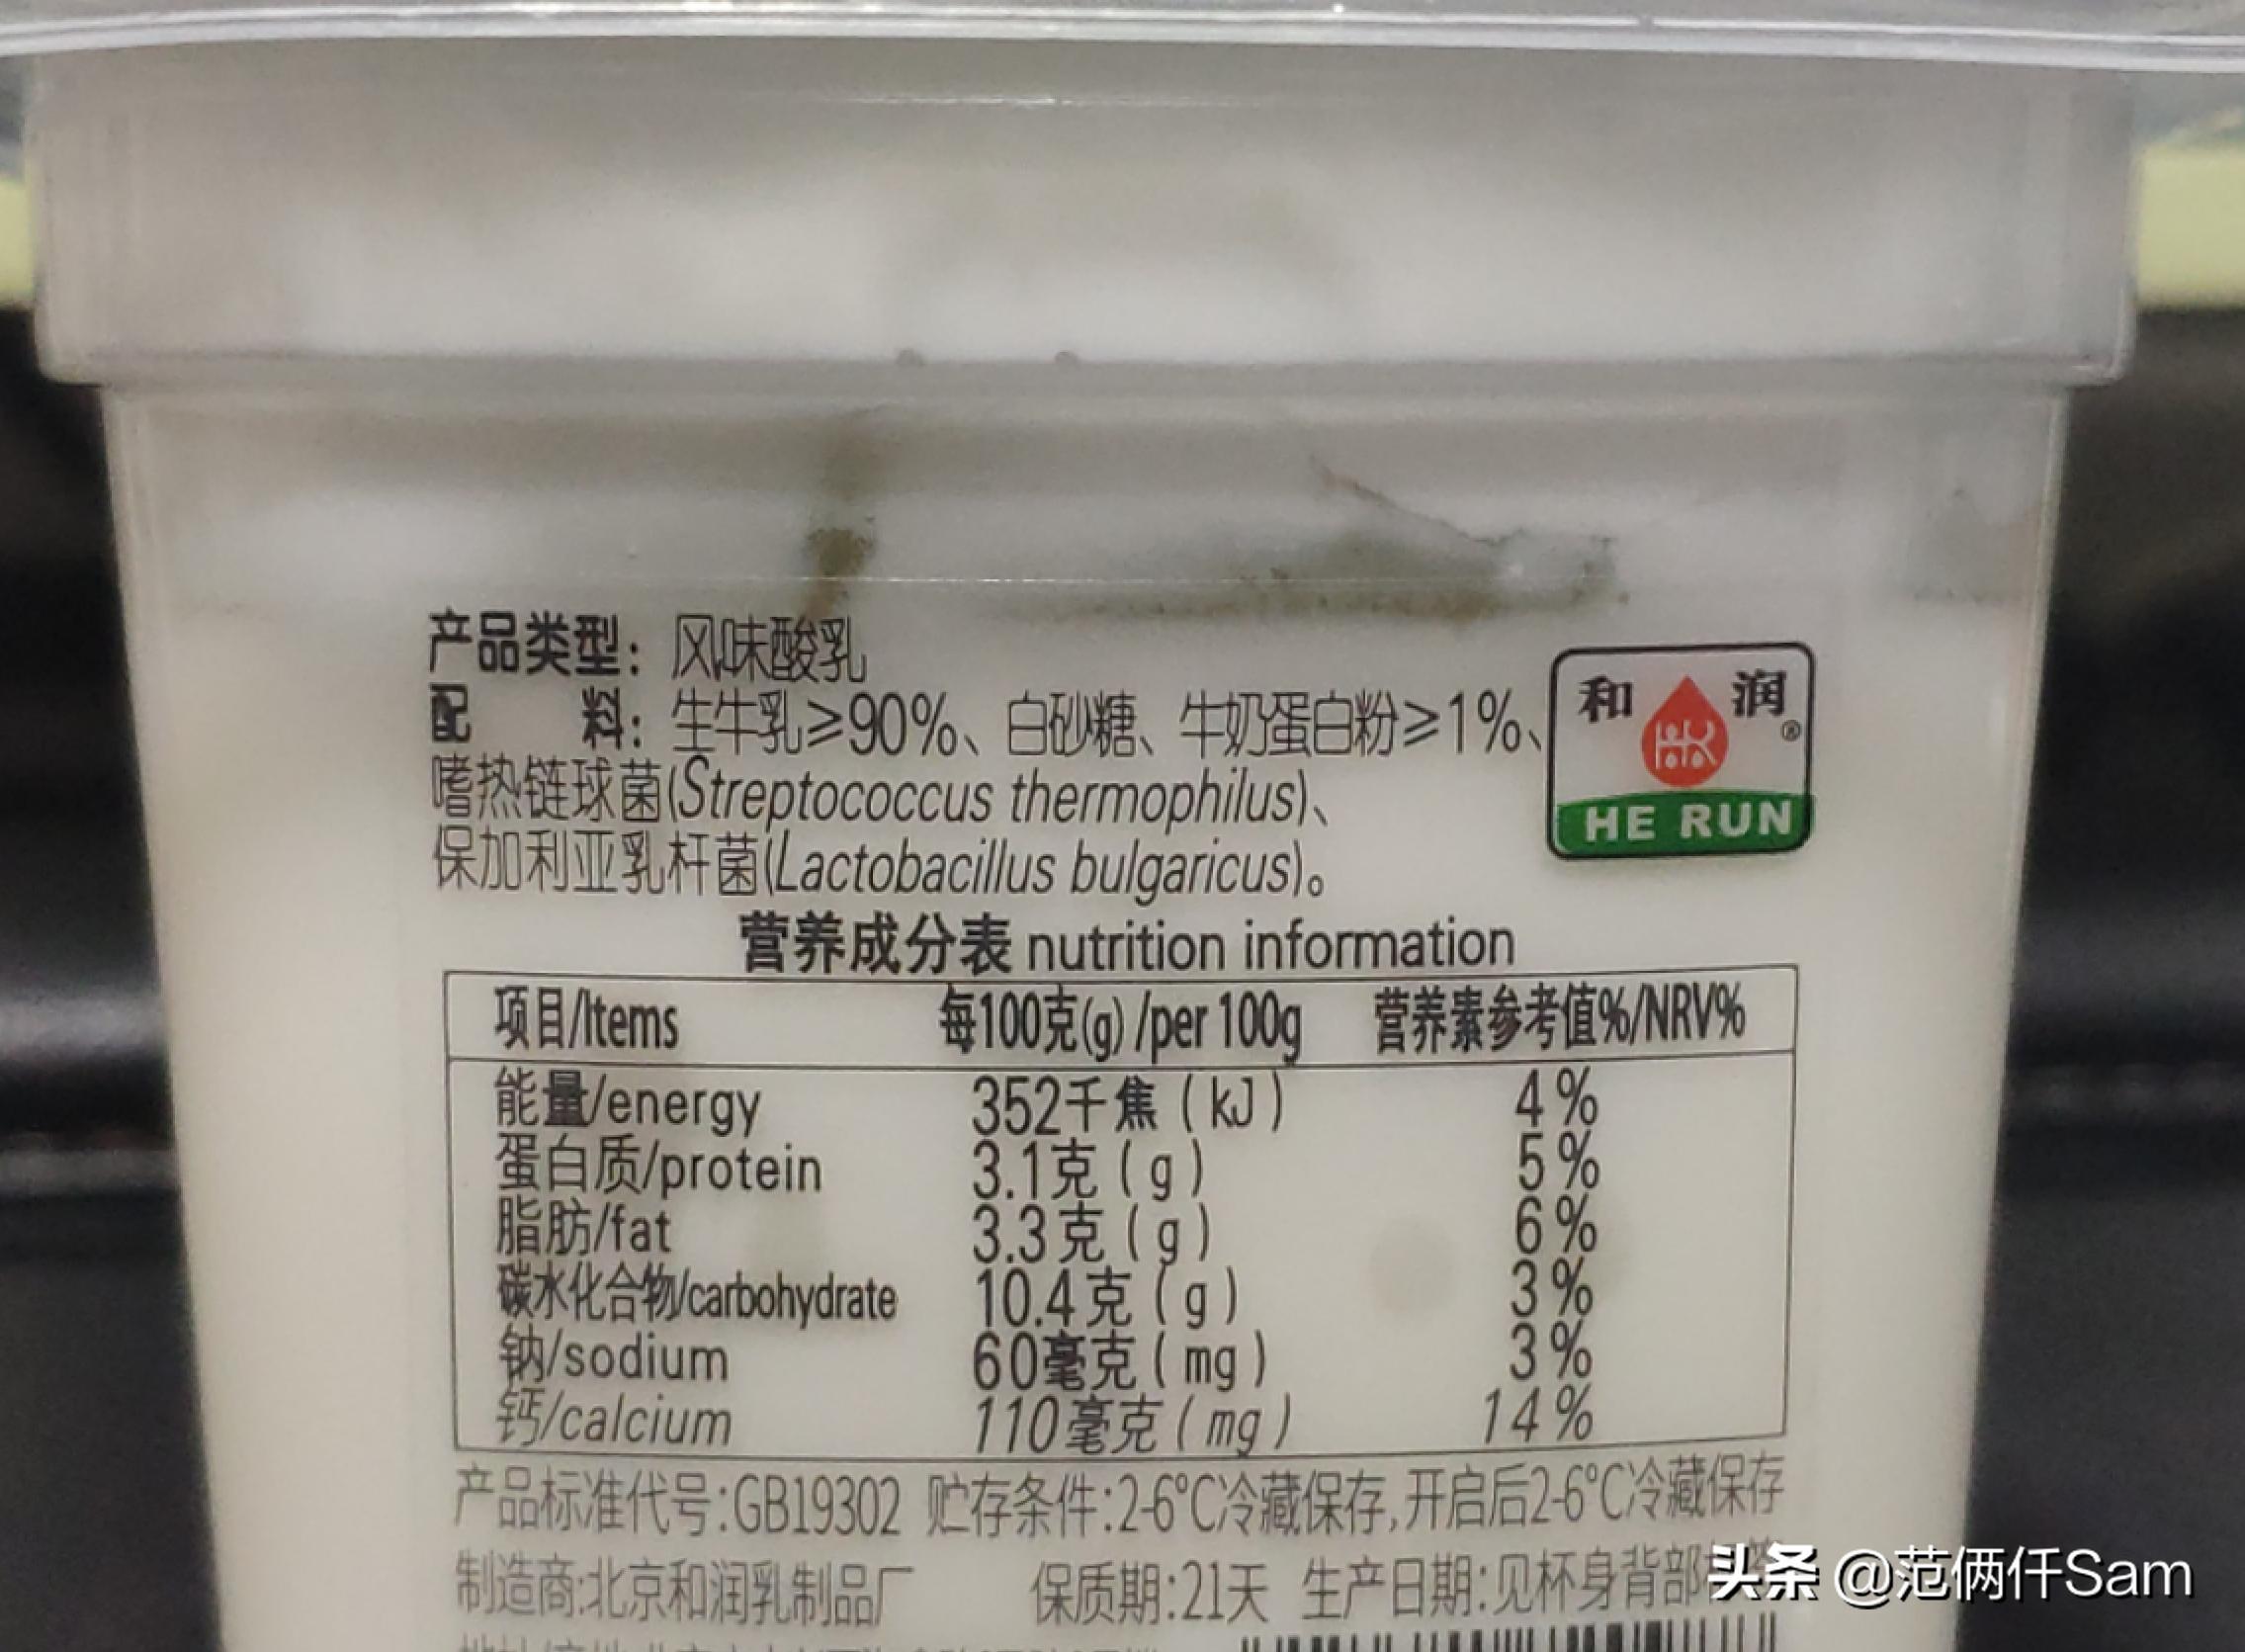 产品类型：风味酸乳
配　　料：生牛乳≥90%、白砂糖、牛奶蛋白粉≥1%、
嗜热链球菌(Streptococcus thermophilus)、
保加利亚乳杆菌(Lactobacillus bulgaricus)。
和润®
HE RUN
营养成分表 nutrition information
项目/Items 每100克(g)/per 100g 营养素参考值%/NRV%
能量/energy 352千焦(kJ) 4%
蛋白质/protein 3.1克(g) 5%
脂肪/fat 3.3克(g) 6%
碳水化合物/carbohydrate 10.4克(g) 3%
钠/sodium 60毫克(mg) 3%
钙/calcium 110毫克(mg) 14%
产品标准代号:GB19302 贮存条件:2-6℃冷藏保存,开启后2-6℃冷藏保存
制造商:北京和润乳制品厂 保质期:21天 生产日期:见杯身背部
头条 @范俩仟Sam